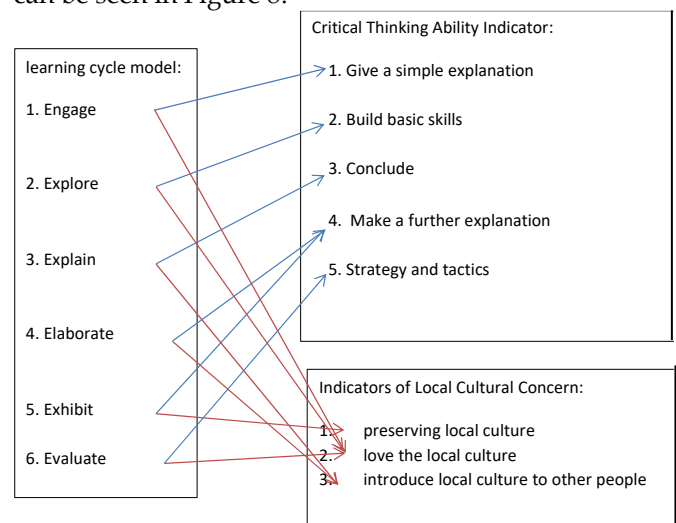 can be seen in Figure 6.
learning cycle model:
1. Engage
2. Explore
3. Explain
4. Elaborate
5. Exhibit
6. Evaluate
Critical Thinking Ability Indicator:
1. Give a simple explanation
2. Build basic skills
3. Conclude
4. Make a further explanation
5. Strategy and tactics
Indicators of Local Cultural Concern:
1. preserving local culture
2. love the local culture
3. introduce local culture to other people